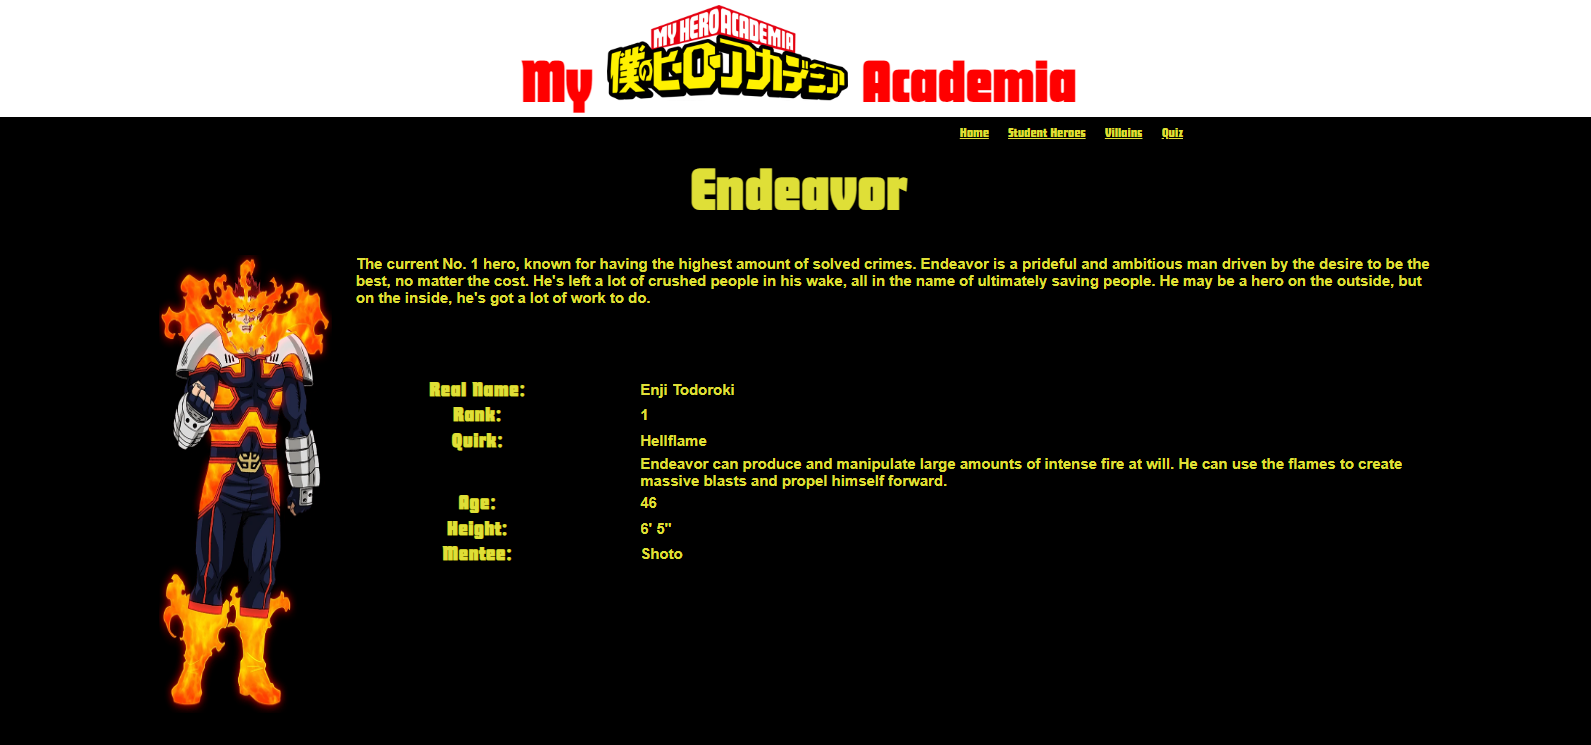 MY HERO ACADEMIA
My 僕のヒーローアカデミア Academia
Home Student Heroes Villains Quiz
Endeavor
The current No. 1 hero, known for having the highest amount of solved crimes. Endeavor is a prideful and ambitious man driven by the desire to be the
best, no matter the cost. He's left a lot of crushed people in his wake, all in the name of ultimately saving people. He may be a hero on the outside, but
on the inside, he's got a lot of work to do.
Real Name: Enji Todoroki
Rank: 1
Quirk: Hellflame
Endeavor can produce and manipulate large amounts of intense fire at will. He can use the flames to create
massive blasts and propel himself forward.
Age: 46
Height: 6' 5"
Mentee: Shoto